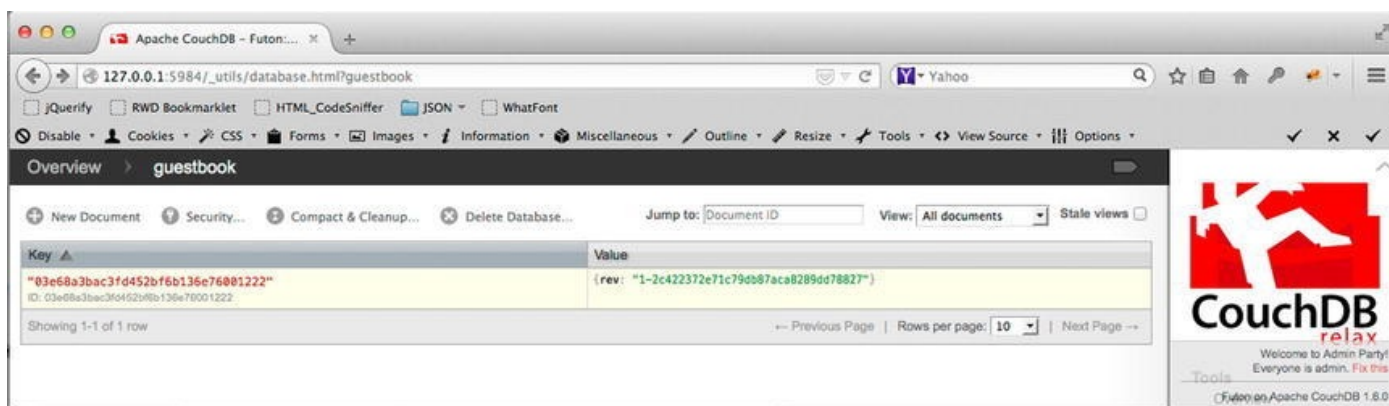 Apache CouchDB - Futon:...
127.0.0.1:5984/_utils/database.html?guestbook
Yahoo
jQuerify RWD Bookmarklet HTML_CodeSniffer JSON WhatFont
Disable Cookies CSS Forms Images Information Miscellaneous Outline Resize Tools View Source Options
Overview guestbook
New Document Security... Compact & Cleanup... Delete Database... Jump to: Document ID View: All documents Stale views
Key Value
"03e68a3bac3fd452bf6b136e76001222" {rev: "1-2c422372e71c79db87aca8289dd78827"}
ID: 03e68a3bac3fd452bf6b136e76001222
Showing 1-1 of 1 row ← Previous Page | Rows per page: 10 | Next Page →
CouchDB
relax
Welcome to Admin Party!
Everyone is admin. Fix this
Tools
Futon on Apache CouchDB 1.6.0